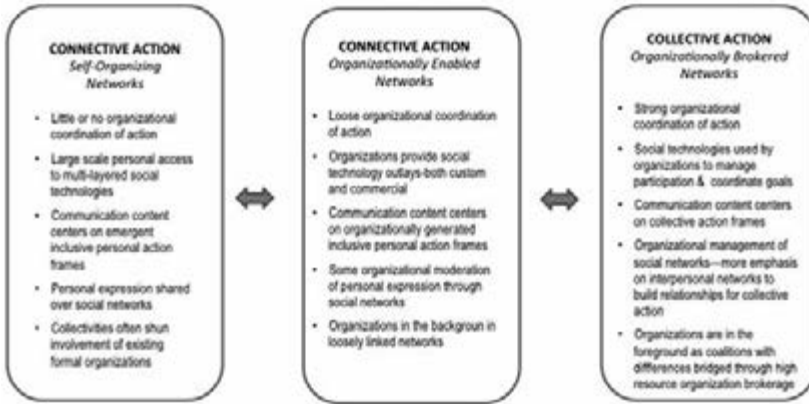 CONNECTIVE ACTION
Self-Organizing
Networks
• Little or no organizational
coordination of action
• Large scale personal access
to multi-layered social
technologies
• Communication content
centers on emergent
inclusive personal action
frames
• Personal expression shared
over social networks
• Collectivities often shun
involvement of existing
formal organizations
CONNECTIVE ACTION
Organizationally Enabled
Networks
• Loose organizational coordination
of action
• Organizations provide social
technology outlays-both custom
and commercial
• Communication content centers
on organizationally generated
inclusive personal action frames
• Some organizational moderation
of personal expression through
social networks
• Organizations in the backgroun in
loosely linked networks
COLLECTIVE ACTION
Organizationally Brokered
Networks
• Strong organizational
coordination of action
• Social technologies used by
organizations to manage
participation & coordinate goals
• Communication content centers
on collective action frames
• Organizational management of
social networks—more emphasis
on interpersonal networks to
build relationships for collective
action
• Organizations are in the
foreground as coalitions with
differences bridged through high
resource organization brokerage